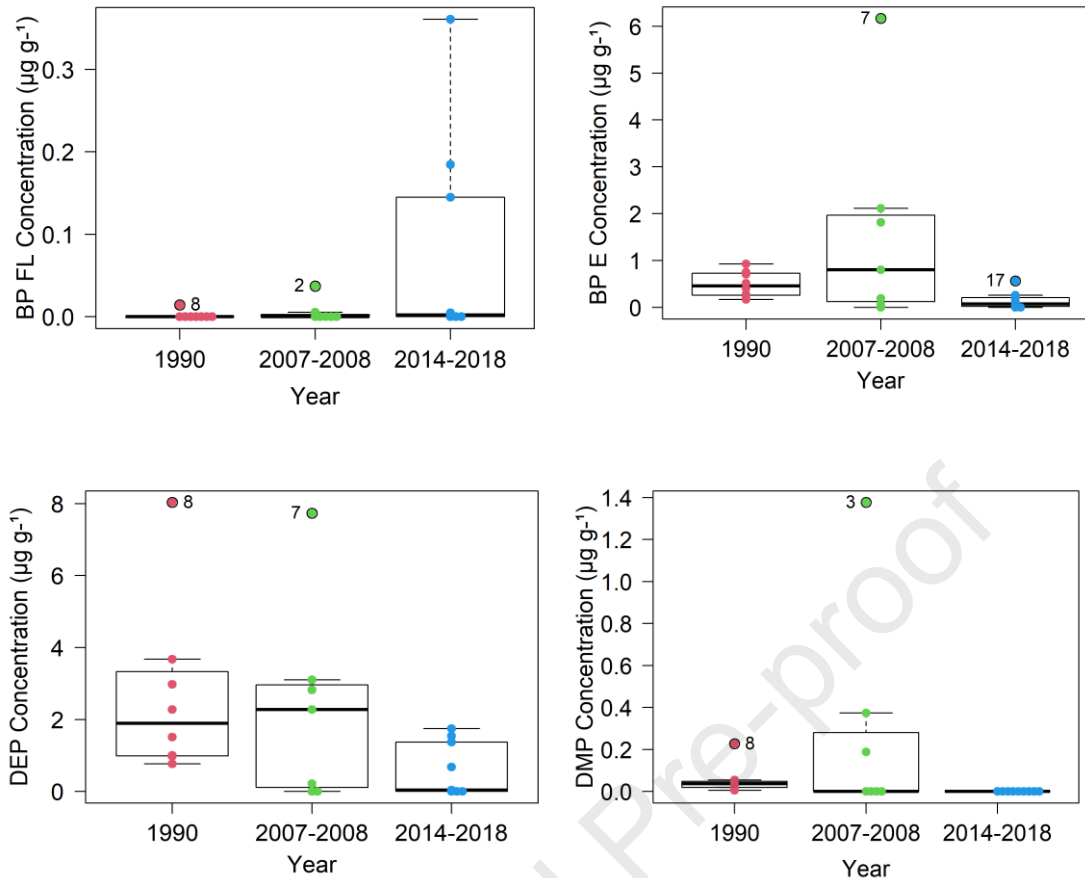 BP FL Concentration (µg g-¹)
0.3
0.2
0.1
0.0
8
2
1990 2007-2008 2014-2018
Year
BP E Concentration (µg g-¹)
6
5
4
3
2
1
0
7
17
1990 2007-2008 2014-2018
Year
DEP Concentration (µg g-¹)
8
6
4
2
0
8
7
1990 2007-2008 2014-2018
Year
DMP Concentration (µg g-¹)
1.4
1.2
1.0
0.8
0.6
0.4
0.2
0.0
8
3
1990 2007-2008 2014-2018
Year
Pre-proof